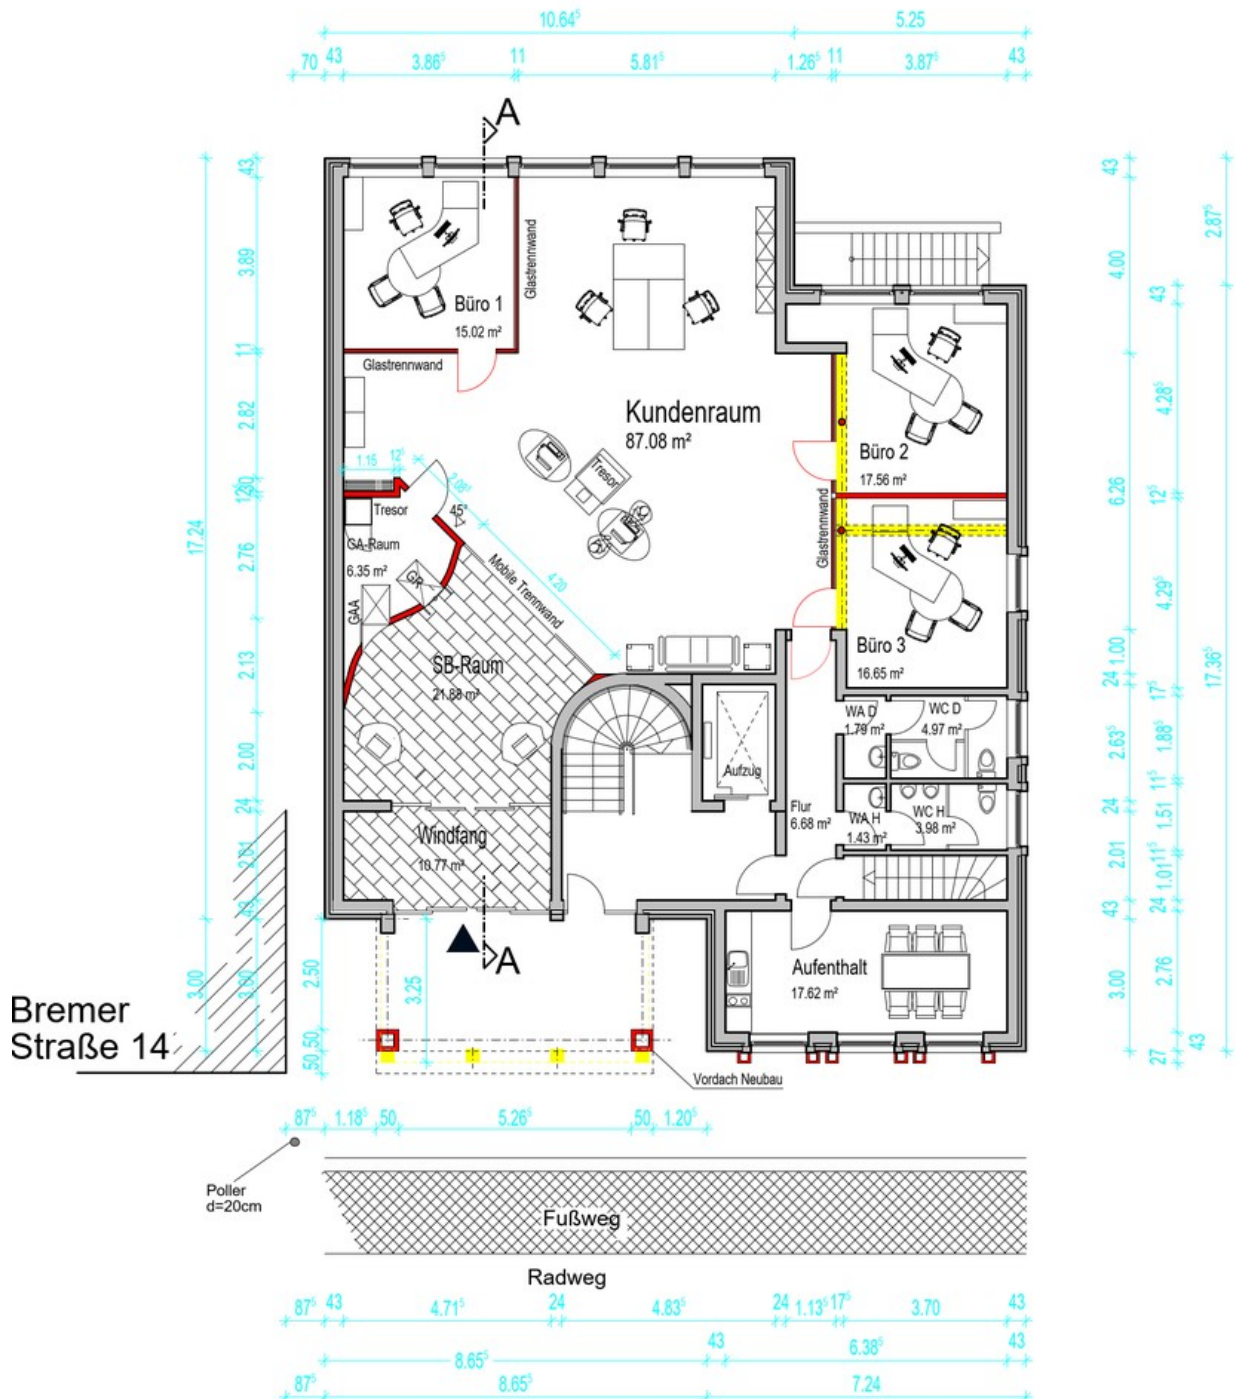 10.64⁵ 5.25
70 43 3.86⁵ 11 5.81⁵ 1.26⁵ 11 3.87⁵ 43
A
43
43
3.89
4.00
2.87⁵
Glastrennwand
Büro 1
15.02 m²
43
11
Glastrennwand
Kundenraum
87.08 m²
2.82
4.28⁵
Büro 2
17.56 m²
1.16 12⁵
2.08⁵
Tresor
30
12⁵
6.26
12⁵
17.24
Tresor
45°
GA-Raum
6.35 m²
Glastrennwand
2.76
Mobile Trennwand
4.20
GR
GAA
4.29⁵
Büro 3
16.65 m²
SB-Raum
21.88 m²
2.13
1.00
24
17⁵
17.36⁵
WA D
1.79 m²
WC D
4.97 m²
2.00
2.63⁵
1.88⁵
Aufzug
11⁵
24
24
Flur
6.68 m²
WA H
1.43 m²
WC H
3.98 m²
1.51
Windfang
10.77 m²
2.01
2.01
11⁵
1.01
43
43
24
3.00
3.00
2.50
3.25
A
Aufenthalt
17.62 m²
3.00
2.76
Bremer
Straße 14
50
50
43
27
Vordach Neubau
87⁵ 1.18⁵ 50 5.26⁵ 50 1.20⁵
Poller
d=20cm
Fußweg
Radweg
87⁵ 43 4.71⁵ 24 4.83⁵ 24 1.13⁵ 17⁵ 3.70 43
43 6.38⁵ 43
8.65⁵
87⁵ 8.65⁵ 7.24